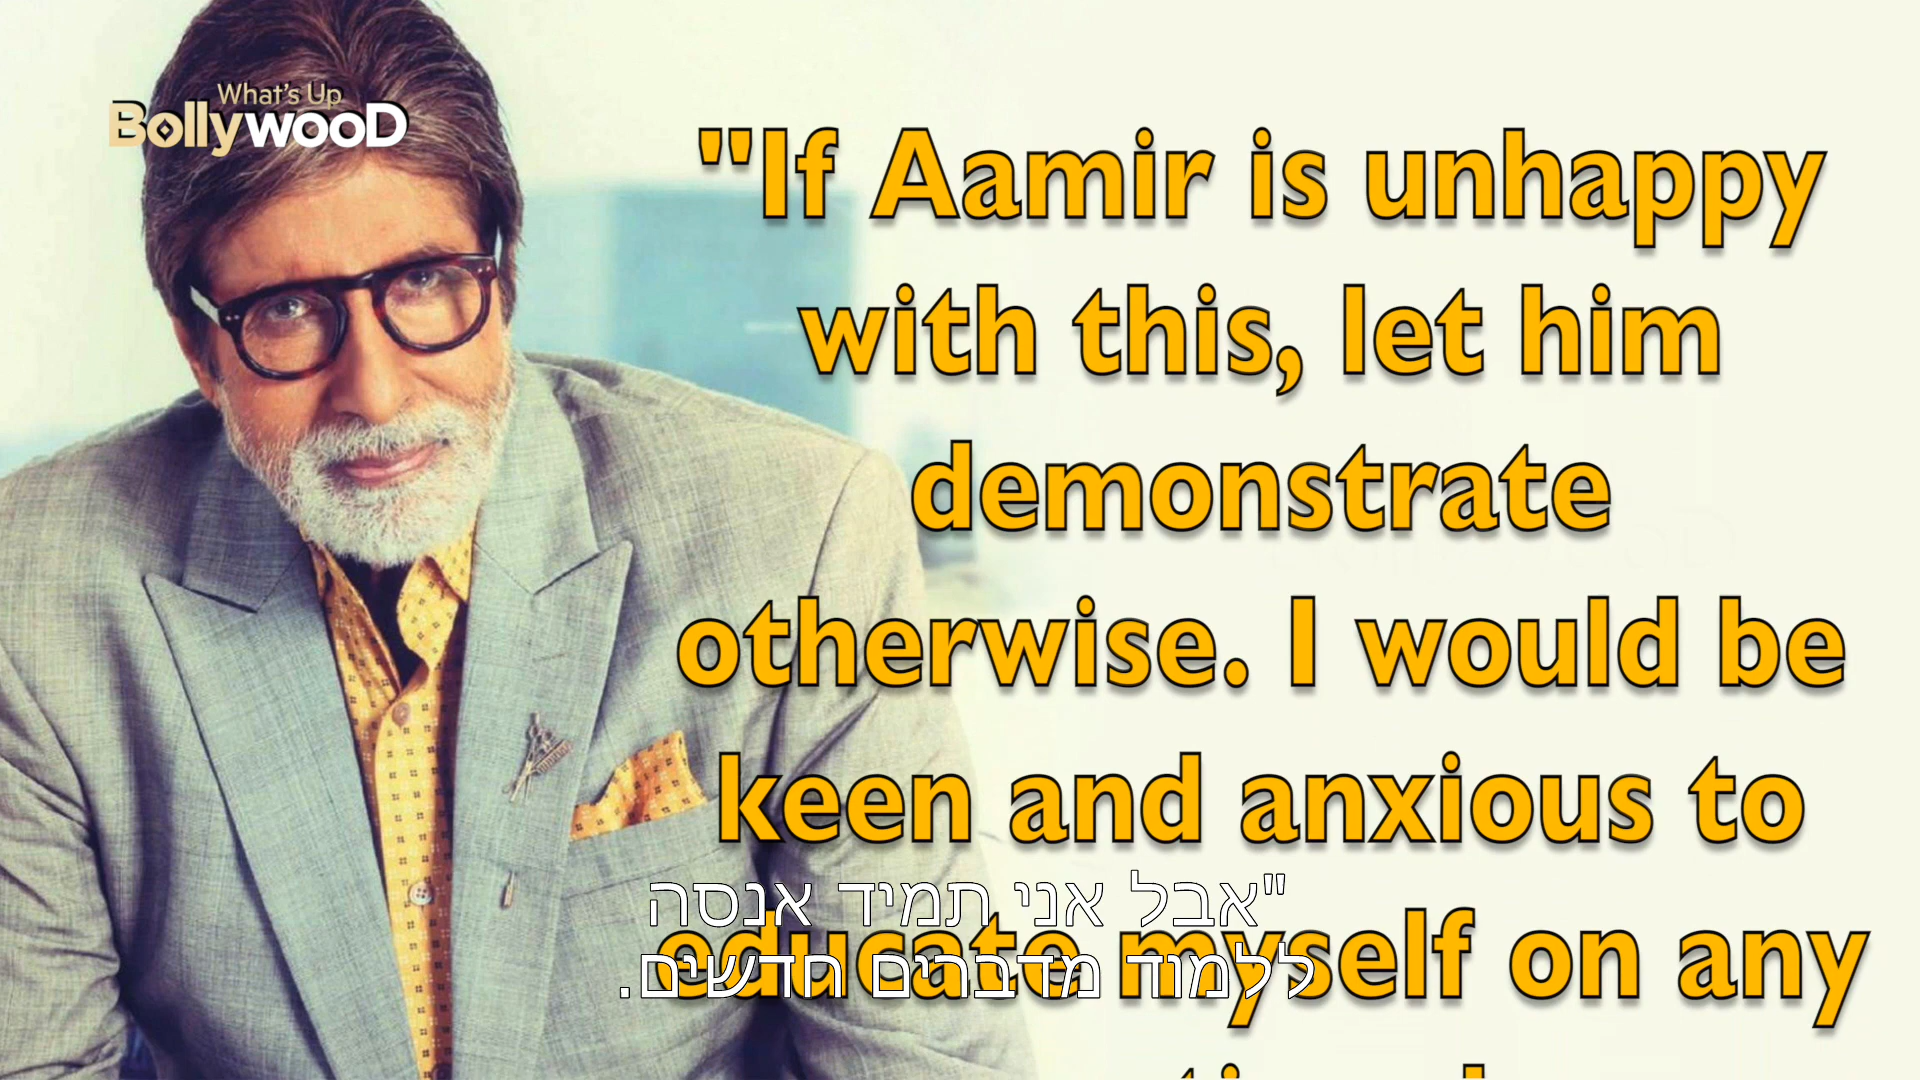 What's Up
BollywooD
"If Aamir is unhappy
with this, let him
demonstrate
otherwise. I would be
keen and anxious to
educate myself on any
"אבל אני תמיד אנסה
ללמוד מדברים חדשים.